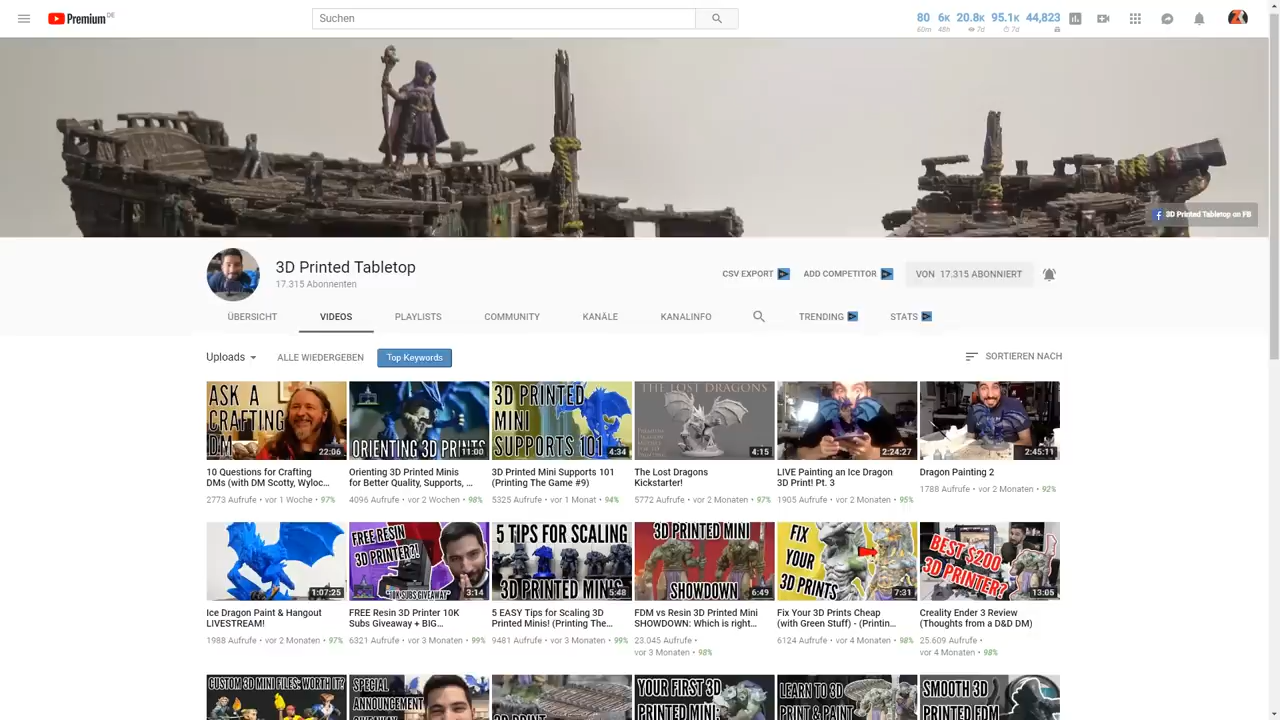 Premium DE
Suchen
80 6K 20.8K 95.1K 44,823
60m 48h 7d 7d
3D Printed Tabletop on FB
3D Printed Tabletop
17.315 Abonnenten
CSV EXPORT ADD COMPETITOR VON 17.315 ABONNIERT
ÜBERSICHT VIDEOS PLAYLISTS COMMUNITY KANÄLE KANALINFO TRENDING STATS
Uploads ALLE WIEDERGEBEN Top Keywords SORTIEREN NACH
ASK A CRAFTING DM 22:06
ORIENTING 3D PRINTS 11:00
3D PRINTED MINI SUPPORTS 101 4:34
THE LOST DRAGONS 4:15
2:24:27
2:45:11
10 Questions for Crafting
DMs (with DM Scotty, Wyloc...
2773 Aufrufe • vor 1 Woche • 97%
Orienting 3D Printed Minis
for Better Quality, Supports, ...
4096 Aufrufe • vor 2 Wochen • 98%
3D Printed Mini Supports 101
(Printing The Game #9)
5325 Aufrufe • vor 1 Monat • 94%
The Lost Dragons
Kickstarter!
5772 Aufrufe • vor 2 Monaten • 97%
LIVE Painting an Ice Dragon
3D Print! Pt. 3
1905 Aufrufe • vor 2 Monaten • 95%
Dragon Painting 2
1788 Aufrufe • vor 2 Monaten • 92%
1:07:25
FREE RESIN 3D PRINTER?! 10K SUBS GIVEAWAY 3:14
5 TIPS FOR SCALING 3D PRINTED MINIS 5:48
3D PRINTED MINI SHOWDOWN 6:49
FIX YOUR 3D PRINTS 7:31
BEST $200 3D PRINTER? 13:05
Ice Dragon Paint & Hangout
LIVESTREAM!
1988 Aufrufe • vor 2 Monaten • 97%
FREE Resin 3D Printer 10K
Subs Giveaway + BIG...
6321 Aufrufe • vor 3 Monaten • 99%
5 EASY Tips for Scaling 3D
Printed Minis! (Printing The...
9481 Aufrufe • vor 3 Monaten • 99%
FDM vs Resin 3D Printed Mini
SHOWDOWN: Which is right...
23.045 Aufrufe •
vor 3 Monaten • 98%
Fix Your 3D Prints Cheap
(with Green Stuff) - (Printin...
6124 Aufrufe • vor 4 Monaten • 98%
Creality Ender 3 Review
(Thoughts from a D&D DM)
25.609 Aufrufe •
vor 4 Monaten • 98%
CUSTOM 3D MINI FILES: WORTH IT?
SPECIAL ANNOUNCEMENT
3D PRINT
YOUR FIRST 3D PRINTED MINI:
LEARN TO 3D PRINT & PAINT
SMOOTH 3D PRINTED FDM